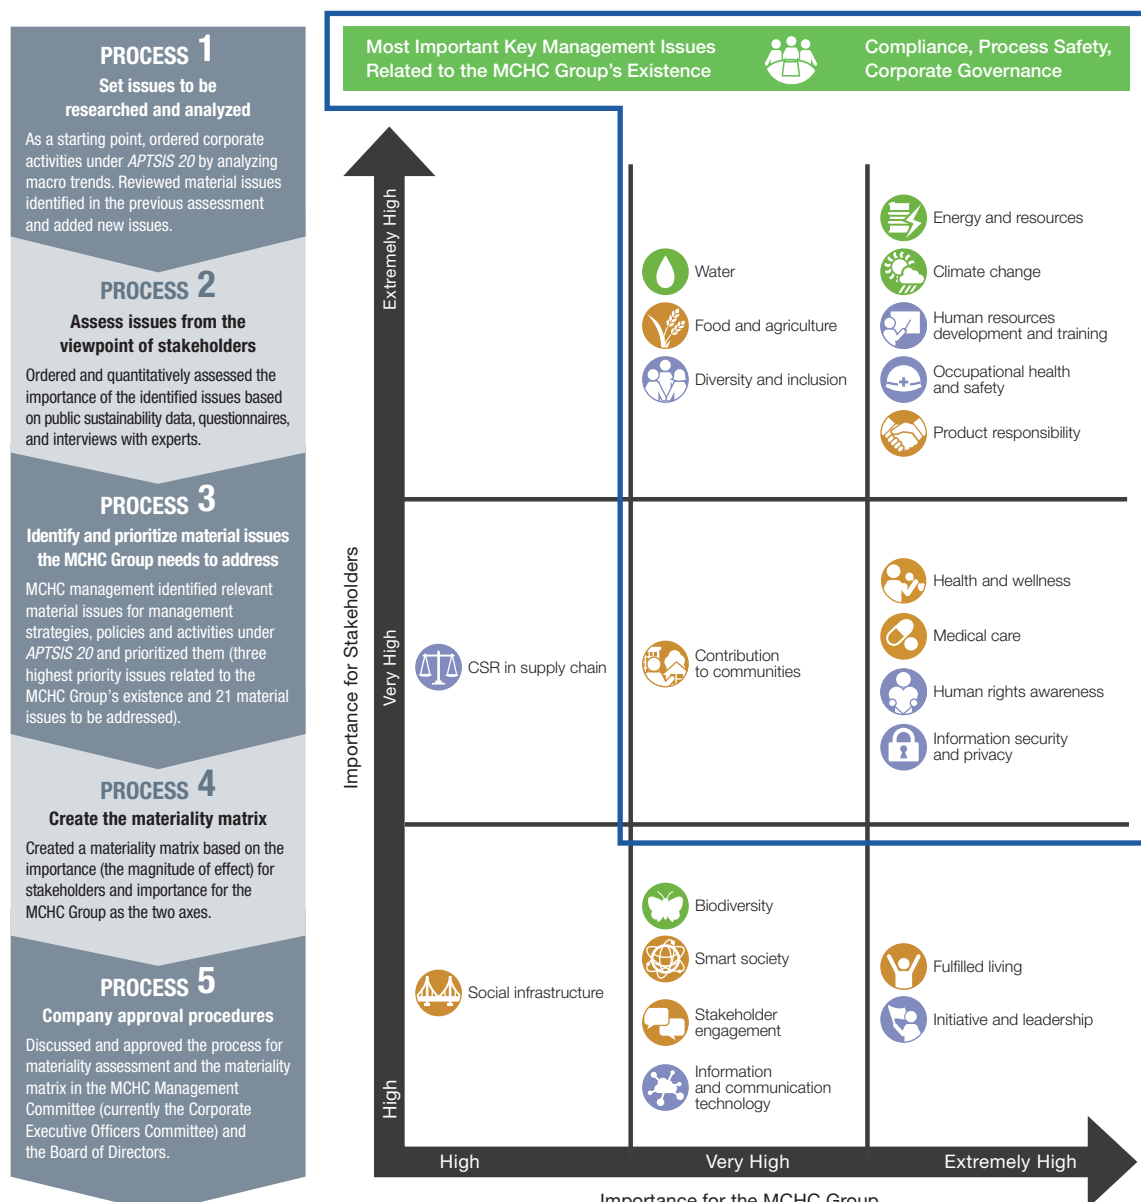 PROCESS 1
Set issues to be
researched and analyzed
As a starting point, ordered corporate
activities under APTSIS 20 by analyzing
macro trends. Reviewed material issues
identified in the previous assessment
and added new issues.
PROCESS 2
Assess issues from the
viewpoint of stakeholders
Ordered and quantitatively assessed the
importance of the identified issues based
on public sustainability data, questionnaires,
and interviews with experts.
PROCESS 3
Identify and prioritize material issues
the MCHC Group needs to address
MCHC management identified relevant
material issues for management
strategies, policies and activities under
APTSIS 20 and prioritized them (three
highest priority issues related to the
MCHC Group's existence and 21 material
issues to be addressed).
PROCESS 4
Create the materiality matrix
Created a materiality matrix based on the
importance (the magnitude of effect) for
stakeholders and importance for the
MCHC Group as the two axes.
PROCESS 5
Company approval procedures
Discussed and approved the process for
materiality assessment and the materiality
matrix in the MCHC Management
Committee (currently the Corporate
Executive Officers Committee) and
the Board of Directors.
Most Important Key Management Issues
Related to the MCHC Group's Existence
Compliance, Process Safety,
Corporate Governance
Importance for Stakeholders
Extremely High
Water
Food and agriculture
Diversity and inclusion
Energy and resources
Climate change
Human resources
development and training
Occupational health
and safety
Product responsibility
Very High
CSR in supply chain
Contribution
to communities
Health and wellness
Medical care
Human rights awareness
Information security
and privacy
High
Social infrastructure
Biodiversity
Smart society
Stakeholder
engagement
Information
and communication
technology
Fulfilled living
Initiative and leadership
High
Very High
Extremely High
Importance for the MCHC Group